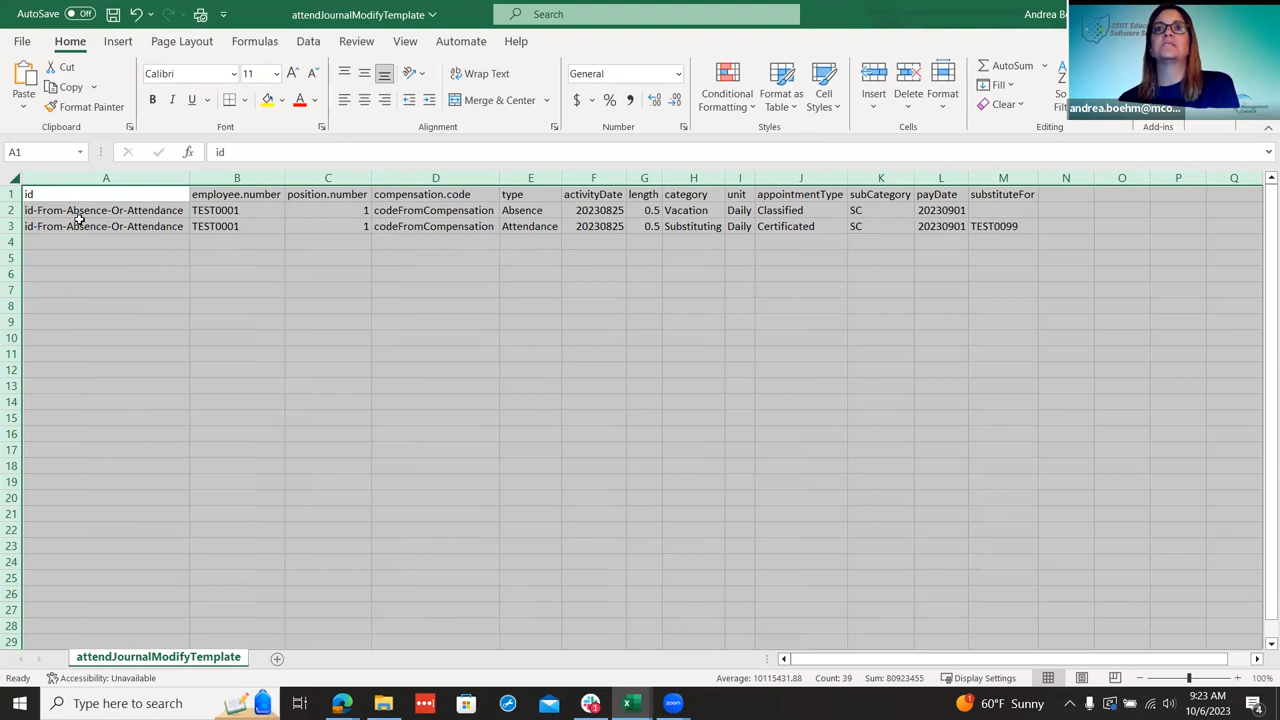 AutoSave Off attendJournalModifyTemplate Search Andrea Bo
File Home Insert Page Layout Formulas Data Review View Automate Help
Paste Cut Copy Format Painter Clipboard
Calibri 11 B I U Font
Wrap Text Merge & Center Alignment
General $ % , Number
Conditional Formatting Format as Table Cell Styles Styles
Insert Delete Format Cells
AutoSum Fill Clear Editing Add-ins
andrea.boehm@mco...
A1 fx id
A B C D E F G H I J K L M N O P Q
1 id employee.number position.number compensation.code type activityDate length category unit appointmentType subCategory payDate substituteFor
2 id-From-Absence-Or-Attendance TEST0001 1 codeFromCompensation Absence 20230825 0.5 Vacation Daily Classified SC 20230901
3 id-From-Absence-Or-Attendance TEST0001 1 codeFromCompensation Attendance 20230825 0.5 Substituting Daily Certificated SC 20230901 TEST0099
4
5
6
7
8
9
10
11
12
13
14
15
16
17
18
19
20
21
22
23
24
25
26
27
28
29
attendJournalModifyTemplate
Ready Accessibility: Unavailable Average: 10115431.88 Count: 39 Sum: 80923455 Display Settings 100%
Type here to search 60°F Sunny 9:23 AM
10/6/2023